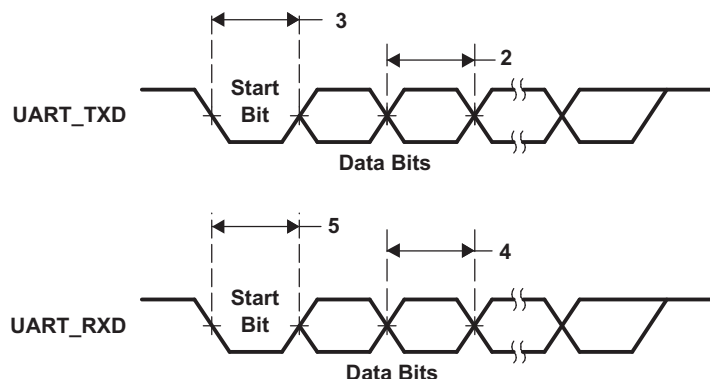 3
2
UART_TXD
Start
Bit
Data Bits
5
4
UART_RXD
Start
Bit
Data Bits